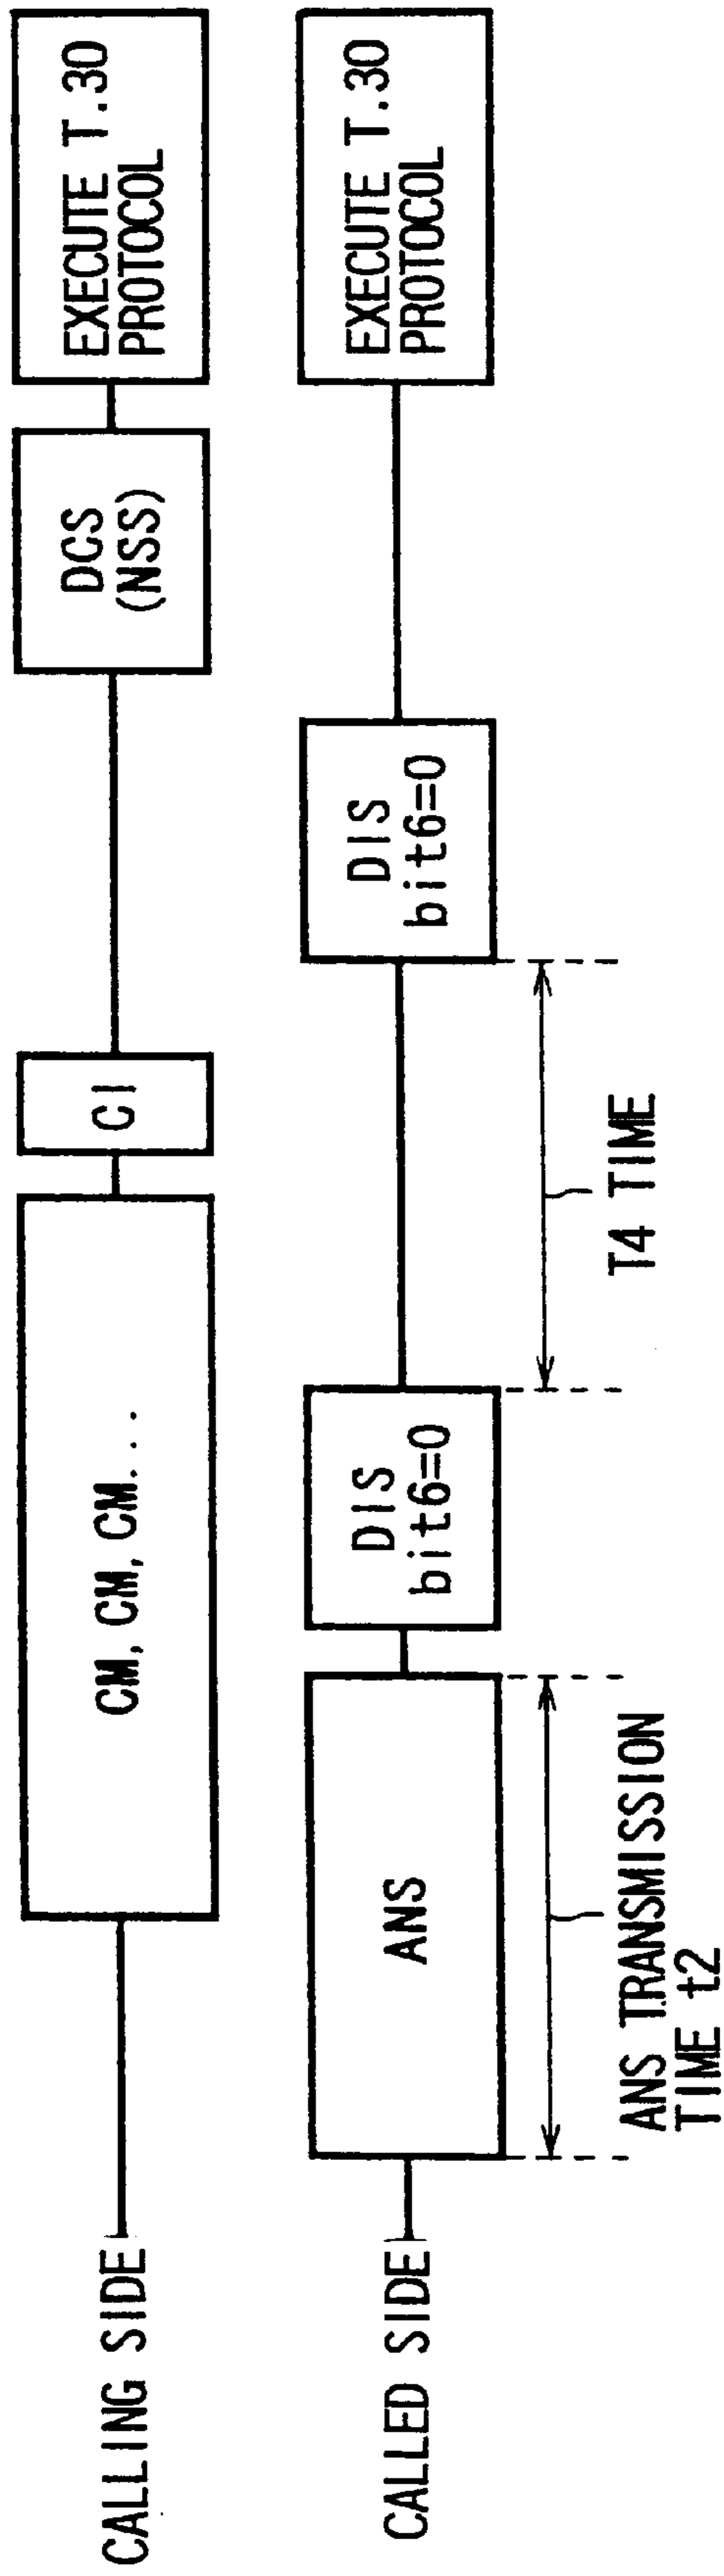 CALLING SIDE
CM, CM, CM...
CI
DCS
(NSS)
EXECUTE T.30
PROTOCOL
CALLED SIDE
ANS
DIS
bit6=0
DIS
bit6=0
EXECUTE T.30
PROTOCOL
ANS TRANSMISSION
TIME t2
T4 TIME